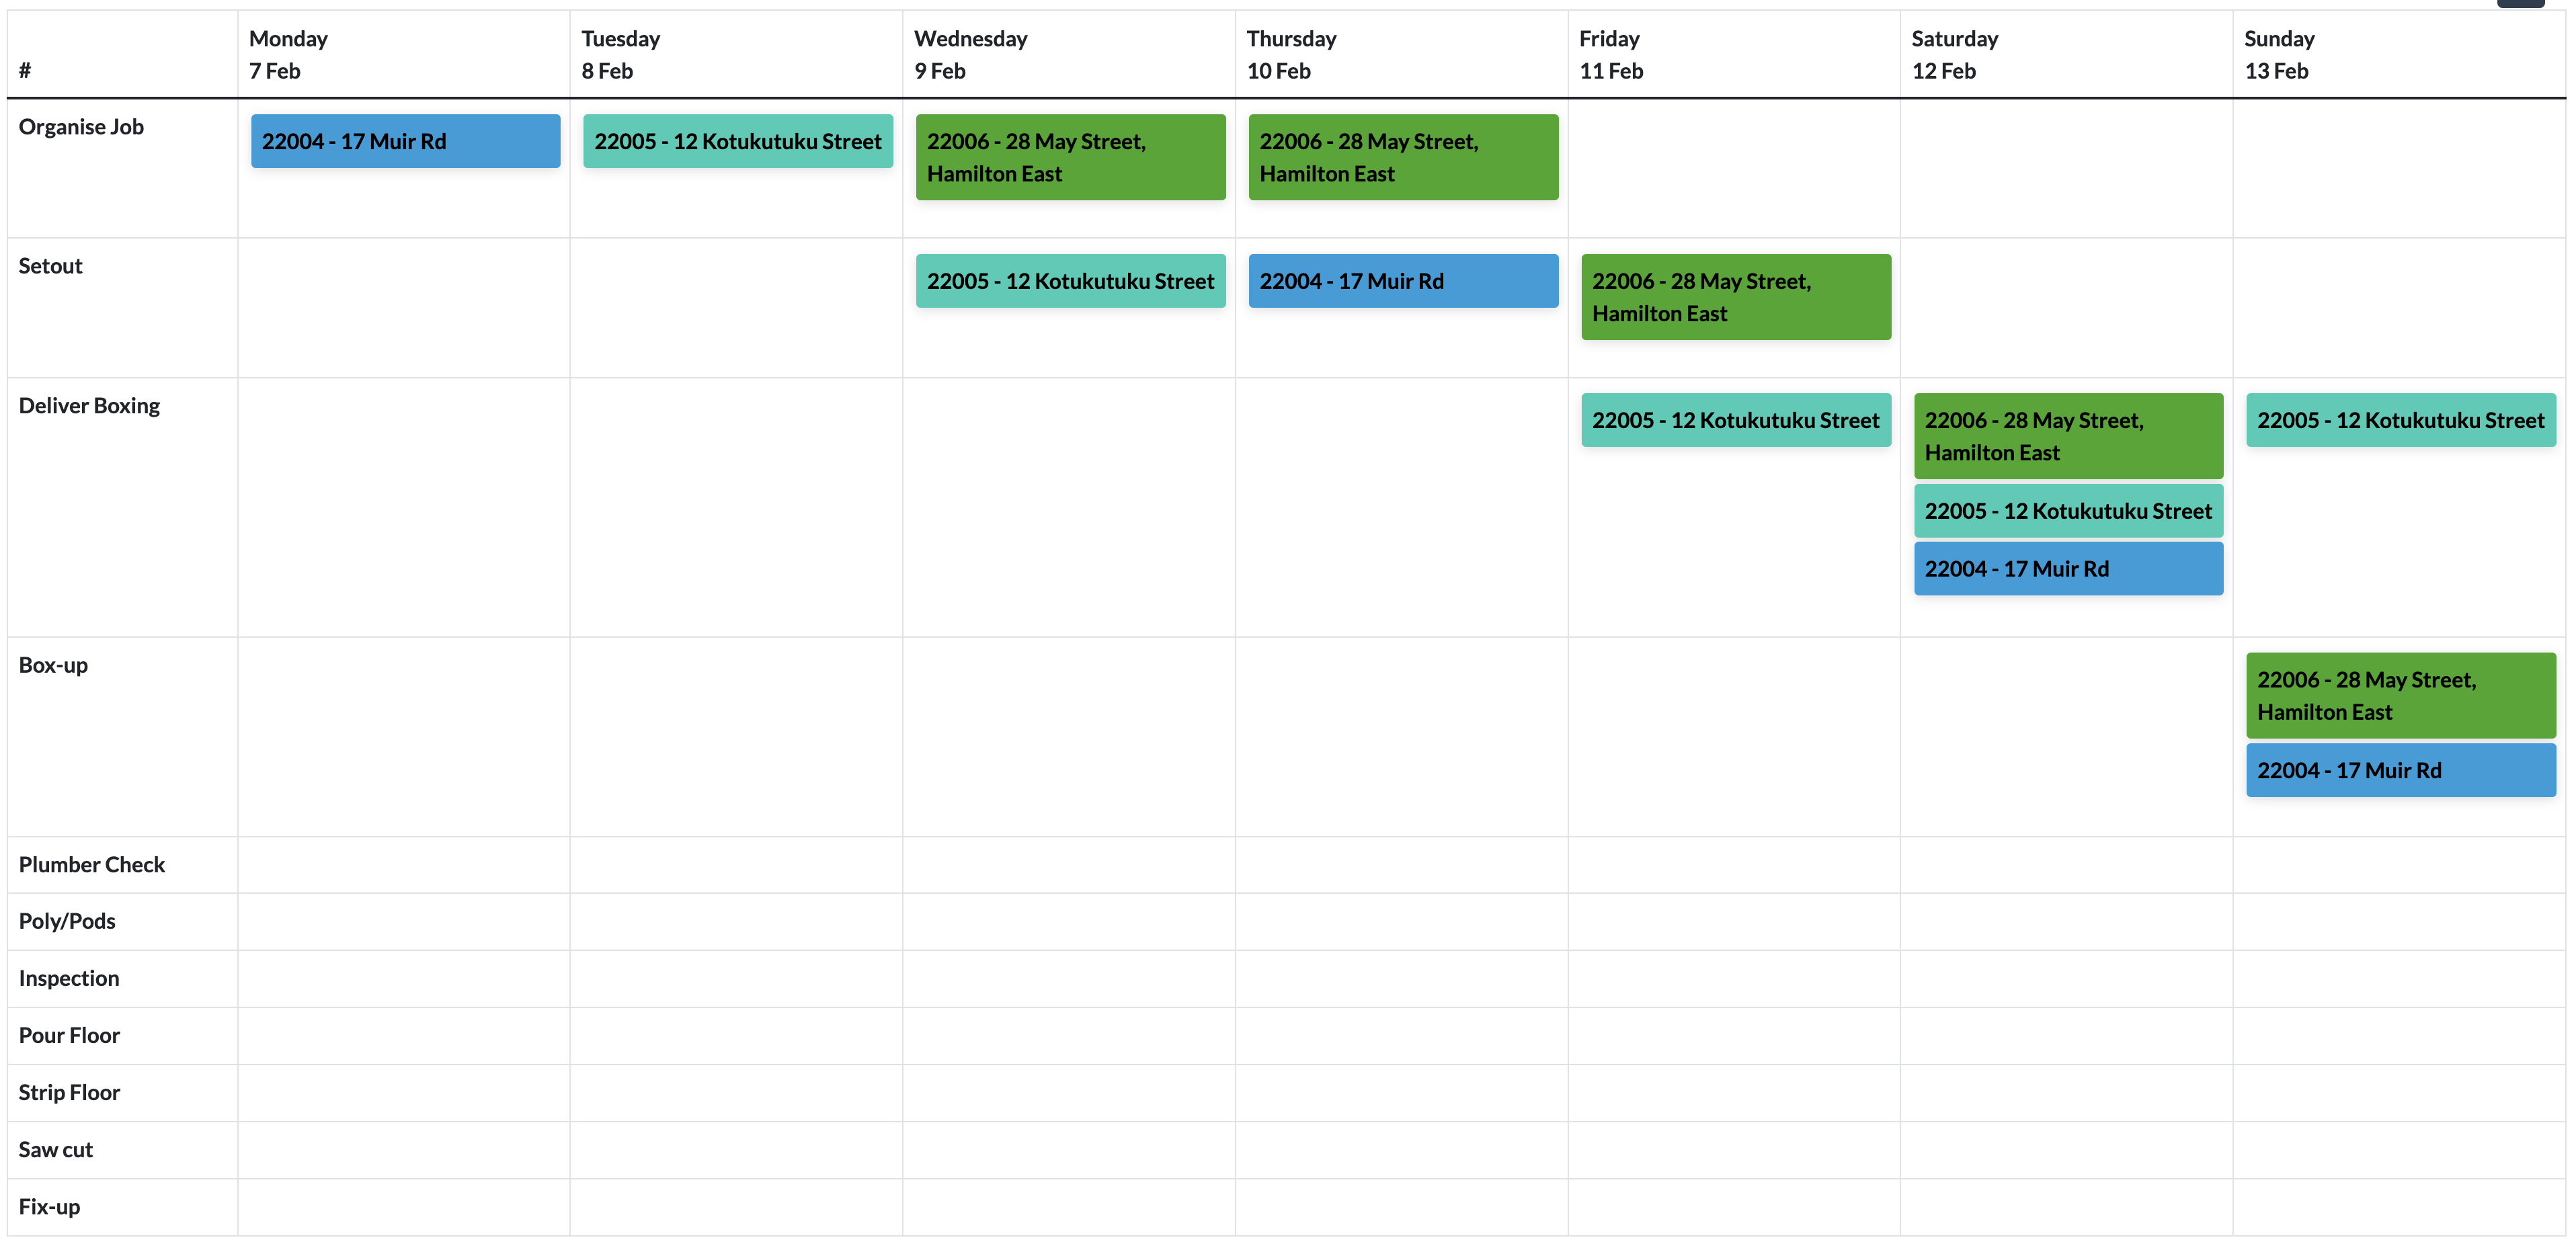 #
Monday
7 Feb
Tuesday
8 Feb
Wednesday
9 Feb
Thursday
10 Feb
Friday
11 Feb
Saturday
12 Feb
Sunday
13 Feb
Organise Job
22004 - 17 Muir Rd
22005 - 12 Kotukutuku Street
22006 - 28 May Street,
Hamilton East
22006 - 28 May Street,
Hamilton East
Setout
22005 - 12 Kotukutuku Street
22004 - 17 Muir Rd
22006 - 28 May Street,
Hamilton East
Deliver Boxing
22005 - 12 Kotukutuku Street
22006 - 28 May Street,
Hamilton East
22005 - 12 Kotukutuku Street
22004 - 17 Muir Rd
22005 - 12 Kotukutuku Street
Box-up
22006 - 28 May Street,
Hamilton East
22004 - 17 Muir Rd
Plumber Check
Poly/Pods
Inspection
Pour Floor
Strip Floor
Saw cut
Fix-up